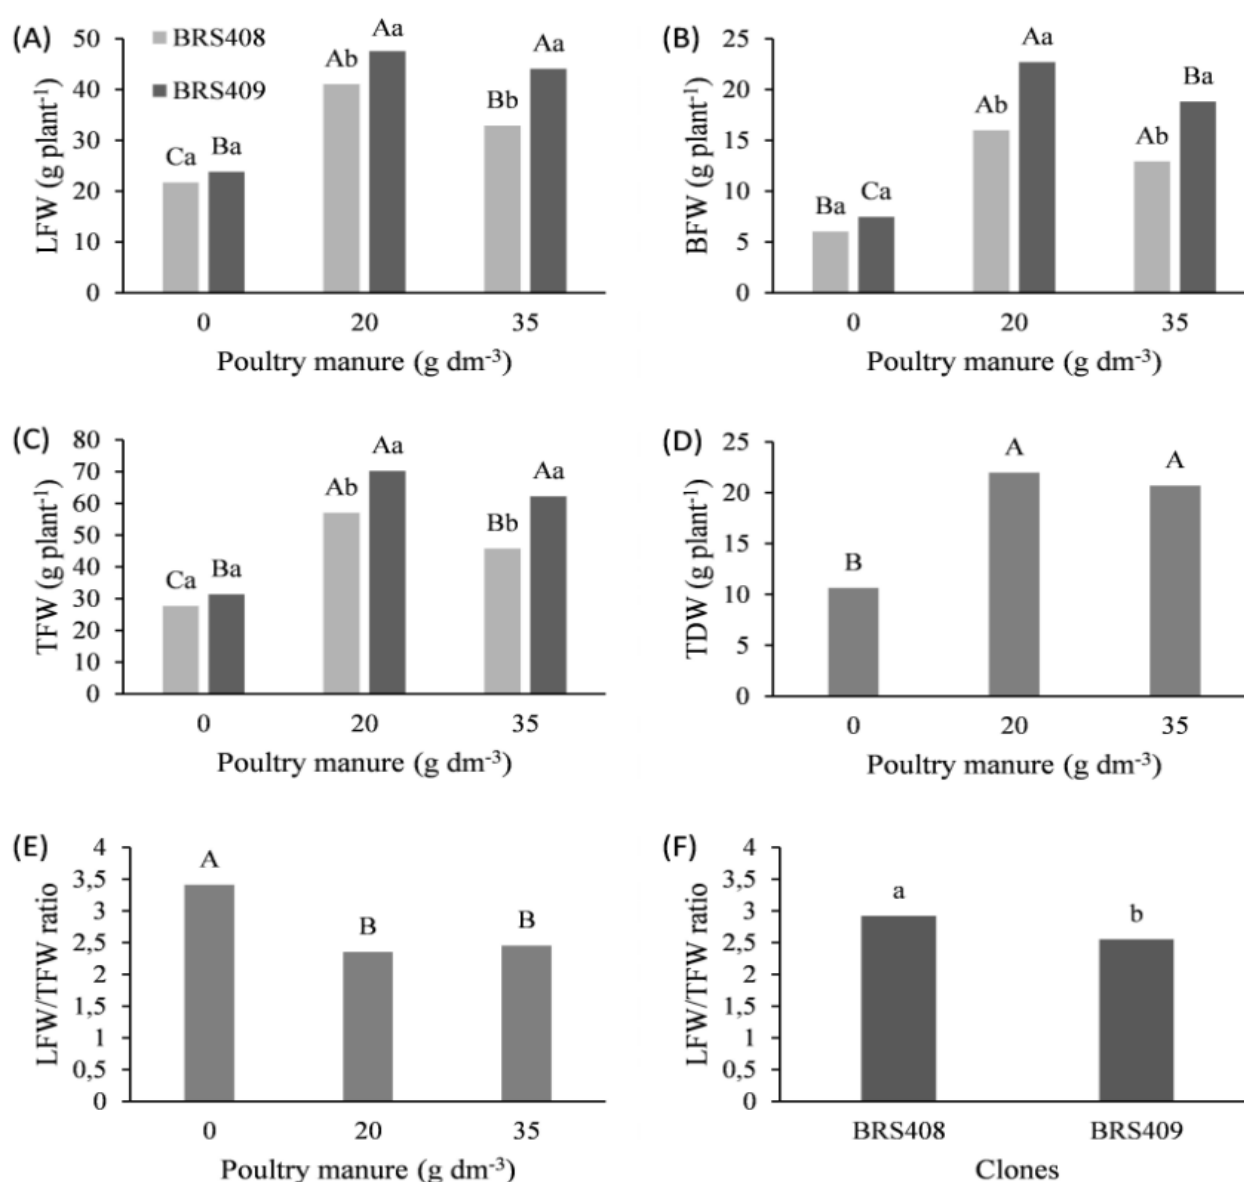 (A)
LFW (g plant⁻¹)
50
40
30
20
10
0
BRS408
BRS409
Ca
Ba
Ab
Aa
Bb
Aa
0 20 35
Poultry manure (g dm⁻³)
(B)
BFW (g plant⁻¹)
25
20
15
10
5
0
Ba
Ca
Ab
Aa
Ab
Ba
0 20 35
Poultry manure (g dm⁻³)
(C)
TFW (g plant⁻¹)
80
70
60
50
40
30
20
10
0
Ca
Ba
Ab
Aa
Bb
Aa
0 20 35
Poultry manure (g dm⁻³)
(D)
TDW (g plant⁻¹)
25
20
15
10
5
0
B
A
A
0 20 35
Poultry manure (g dm⁻³)
(E)
LFW/TFW ratio
4
3,5
3
2,5
2
1,5
1
0,5
0
A
B
B
0 20 35
Poultry manure (g dm⁻³)
(F)
LFW/TFW ratio
4
3,5
3
2,5
2
1,5
1
0,5
0
a
b
BRS408 BRS409
Clones